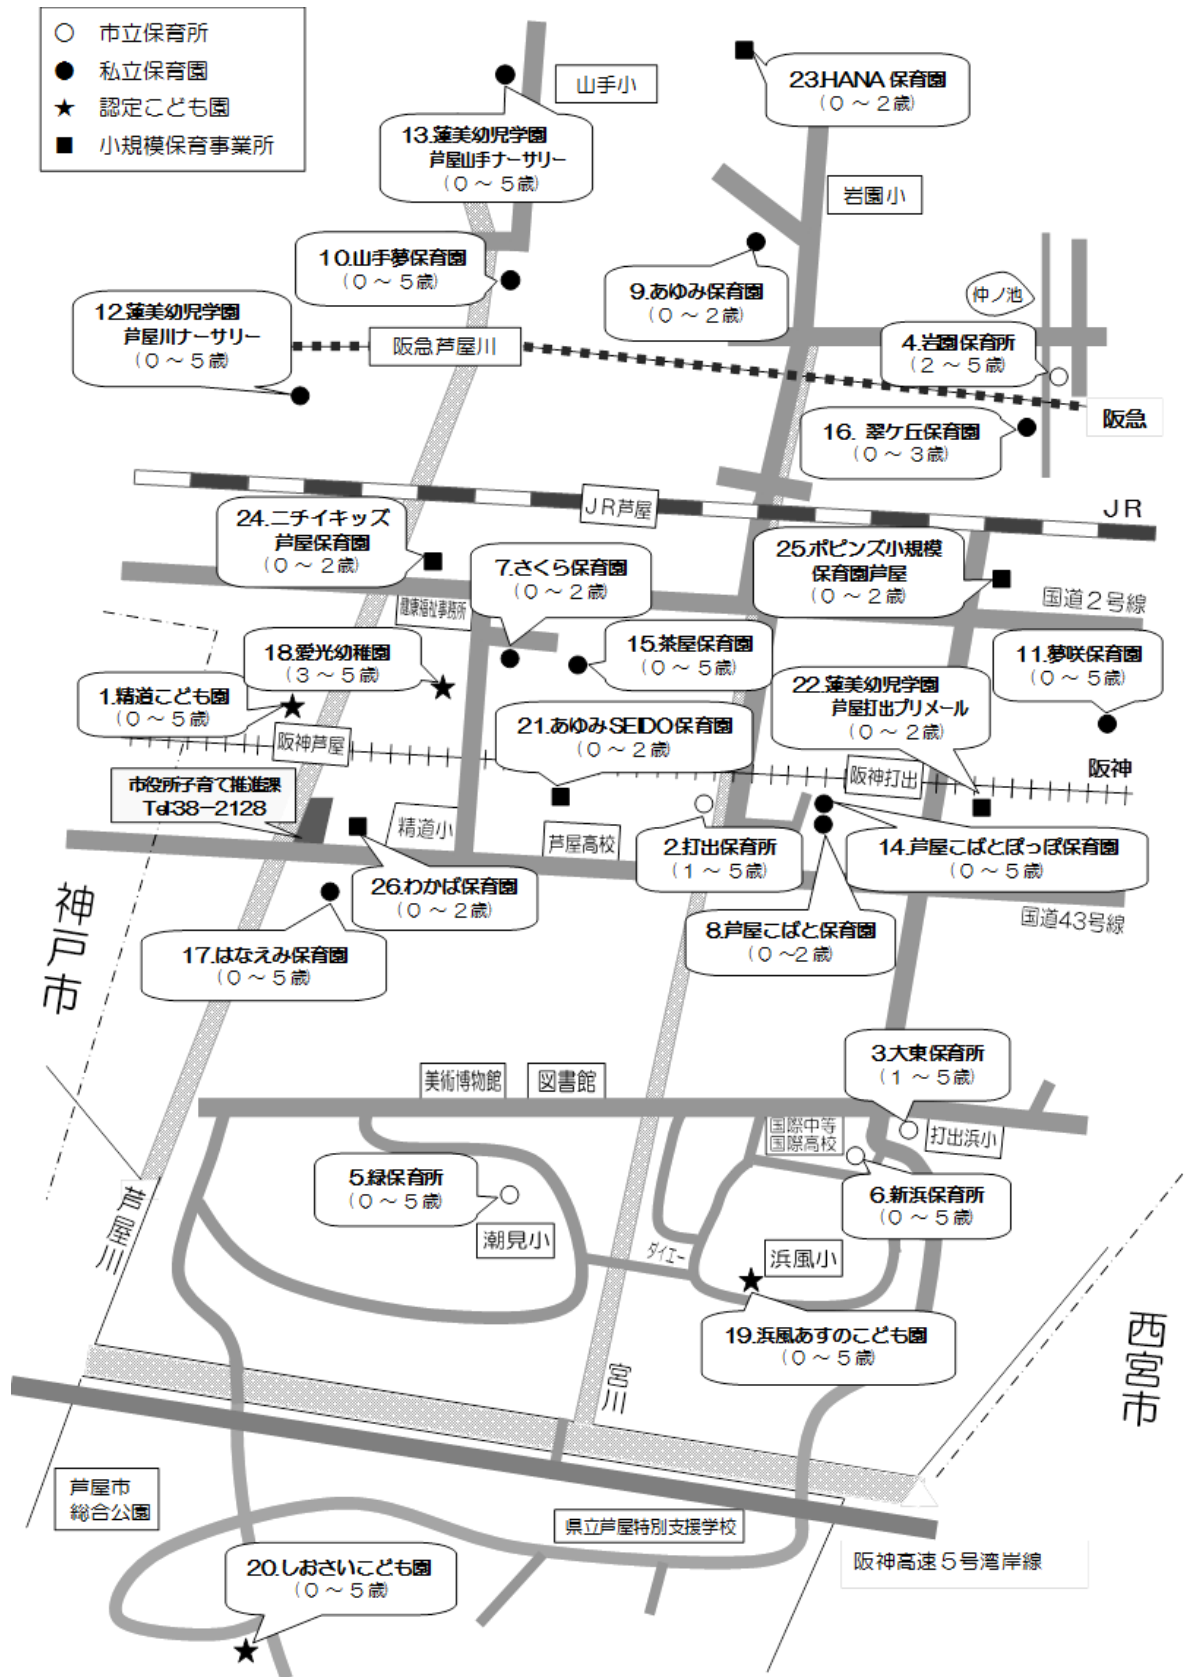 市立保育所
私立保育園
認定こども園
小規模保育事業所
山手小
23.HANA 保育園
(0 ～ 2歳)
13.蓮美幼児学園
芦屋山手ナーサリー
(0 ～ 5歳)
岩園小
10.山手夢保育園
(0 ～ 5歳)
9.あゆみ保育園
(0 ～ 2歳)
仲ノ池
12.蓮美幼児学園
芦屋川ナーサリー
(0 ～ 5歳)
阪急芦屋川
4.岩園保育所
(2 ～ 5歳)
阪急
16. 翠ケ丘保育園
(0 ～ 3歳)
JR芦屋
JR
24.ニチイキッズ
芦屋保育園
(0 ～ 2歳)
7.さくら保育園
(0 ～ 2歳)
25.ポピンズ小規模
保育園芦屋
(0 ～ 2歳)
国道2号線
健康福祉事務所
18.愛光幼稚園
(3 ～ 5歳)
15.茶屋保育園
(0 ～ 5歳)
11.夢咲保育園
(0 ～ 5歳)
1.精道こども園
(0 ～ 5歳)
22.蓮美幼児学園
芦屋打出プリメール
(0 ～ 2歳)
21.あゆみSEIDO保育園
(0 ～ 2歳)
阪神芦屋
阪神打出
阪神
市役所子育て推進課
Tel:38－2128
精道小
芦屋高校
2.打出保育所
(1 ～ 5歳)
14.芦屋こばとぽっぽ保育園
(0 ～ 5歳)
26.わかば保育園
(0 ～ 2歳)
8.芦屋こばと保育園
(0 ～2歳)
国道43号線
神戸市
17.はなえみ保育園
(0 ～ 5歳)
3.大東保育所
(1 ～ 5歳)
美術博物館
図書館
国際中等
国際高校
打出浜小
5.緑保育所
(0 ～ 5歳)
6.新浜保育所
(0 ～ 5歳)
芦屋川
潮見小
ダイエー
浜風小
19.浜風あすのこども園
(0 ～ 5歳)
西宮市
宮川
芦屋市
総合公園
県立芦屋特別支援学校
阪神高速5号湾岸線
20.しおさいこども園
(0 ～ 5歳)